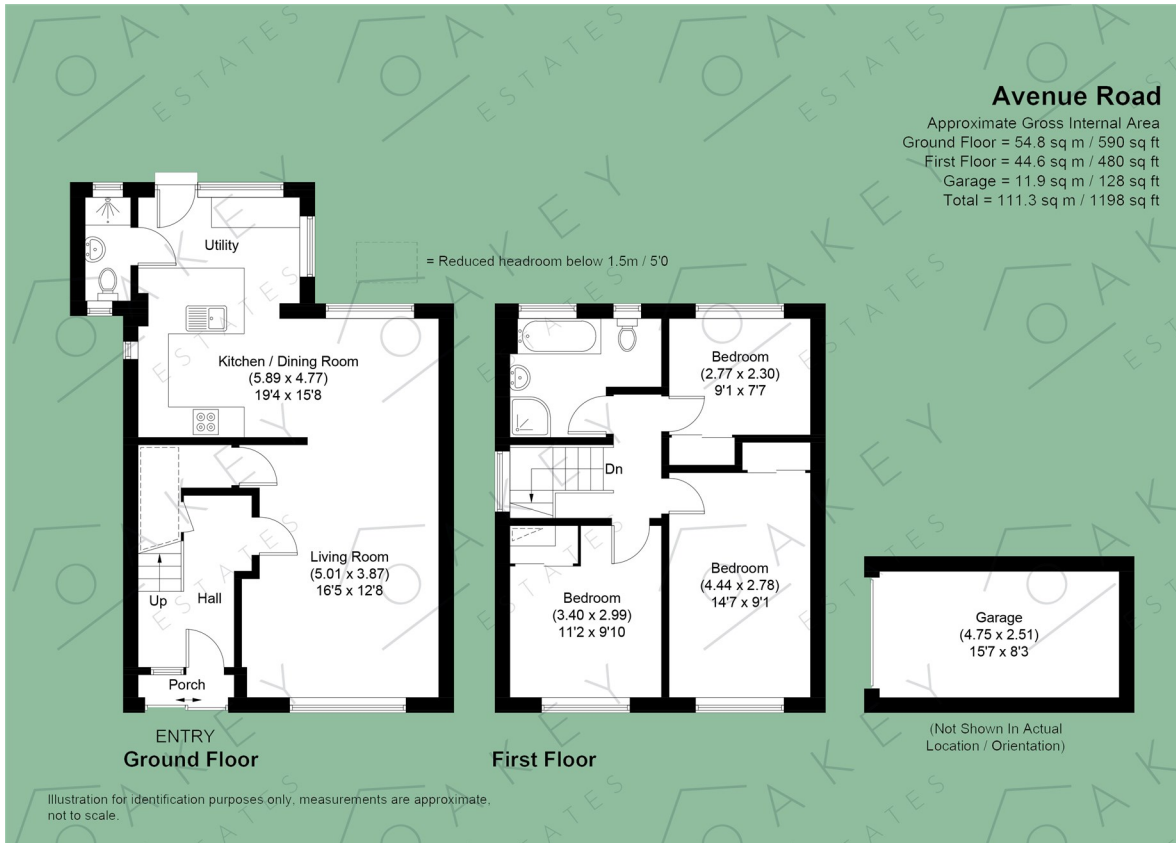 Avenue Road
Approximate Gross Internal Area
Ground Floor = 54.8 sq m / 590 sq ft
First Floor = 44.6 sq m / 480 sq ft
Garage = 11.9 sq m / 128 sq ft
Total = 111.3 sq m / 1198 sq ft
= Reduced headroom below 1.5m / 5'0
Utility
Kitchen / Dining Room
(5.89 x 4.77)
19'4 x 15'8
Living Room
(5.01 x 3.87)
16'5 x 12'8
Up
Hall
Porch
ENTRY
Ground Floor
Bedroom
(2.77 x 2.30)
9'1 x 7'7
Dn
Bedroom
(4.44 x 2.78)
14'7 x 9'1
Bedroom
(3.40 x 2.99)
11'2 x 9'10
First Floor
Garage
(4.75 x 2.51)
15'7 x 8'3
(Not Shown In Actual
Location / Orientation)
Illustration for identification purposes only, measurements are approximate,
not to scale.
OAKEY
ESTATES